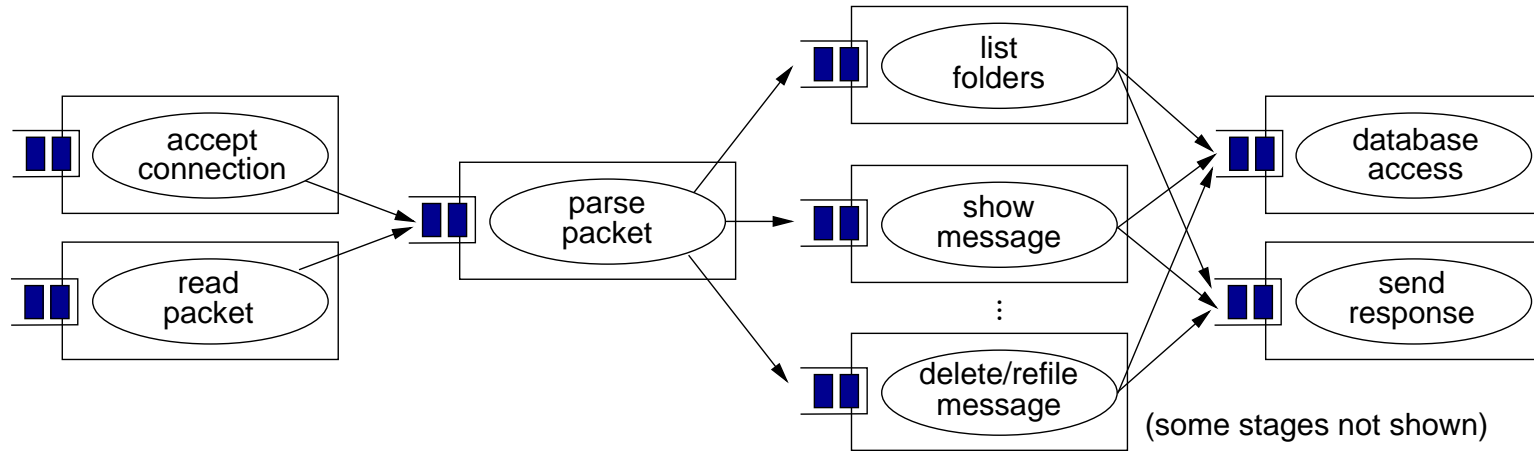 accept
connection
read
packet
parse
packet
list
folders
show
message
...
delete/refile
message
database
access
send
response
(some stages not shown)